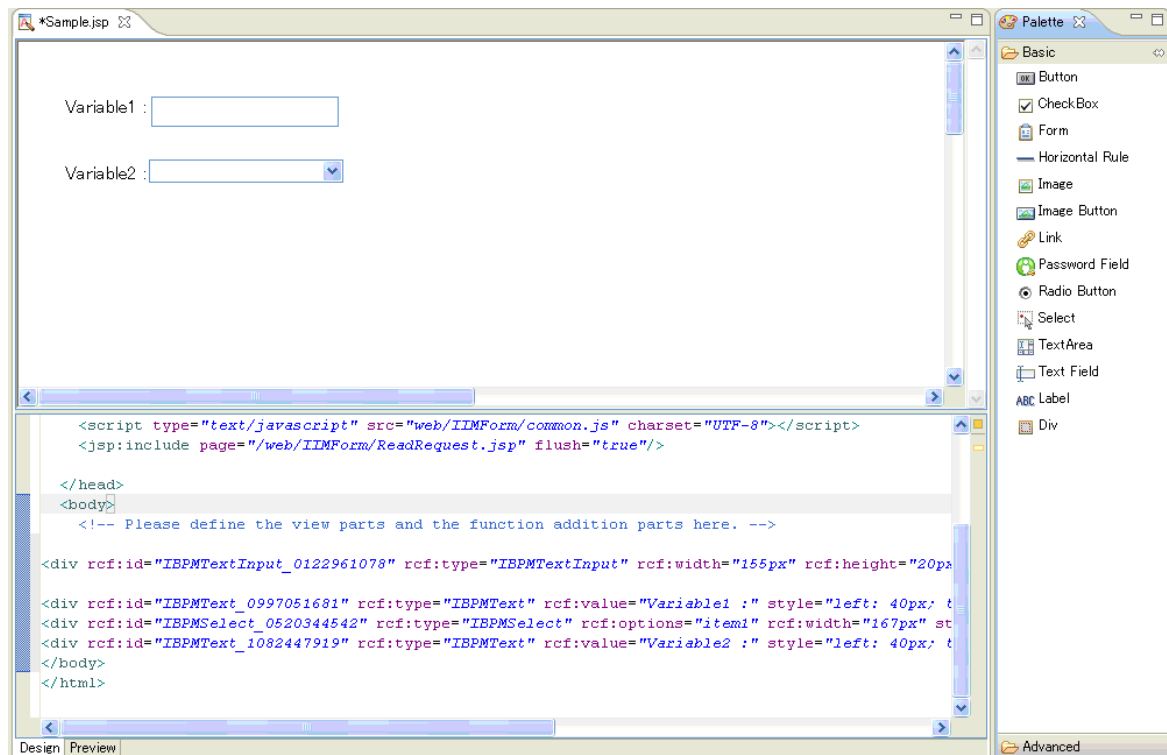 *Sample.jsp
Variable1 :
Variable2 :
<script type="text/javascript" src="web/IIMForm/common.js" charset="UTF-8"></script>
<jsp:include page="/web/IIMForm/ReadRequest.jsp" flush="true"/>
</head>
<body>
<!-- Please define the view parts and the function addition parts here. -->
<div rcf:id="IBPMTextInput_0122961078" rcf:type="IBPMTextInput" rcf:width="155px" rcf:height="20px
<div rcf:id="IBPMText_0997051681" rcf:type="IBPMText" rcf:value="Variable1 :" style="left: 40px; t
<div rcf:id="IBPMSelect_0520344542" rcf:type="IBPMSelect" rcf:options="item1" rcf:width="167px" st
<div rcf:id="IBPMText_1082447919" rcf:type="IBPMText" rcf:value="Variable2 :" style="left: 40px; t
</body>
</html>
Design Preview
Palette
Basic
OK Button
CheckBox
Form
Horizontal Rule
Image
Image Button
Link
Password Field
Radio Button
Select
TextArea
Text Field
ABC Label
Div
Advanced